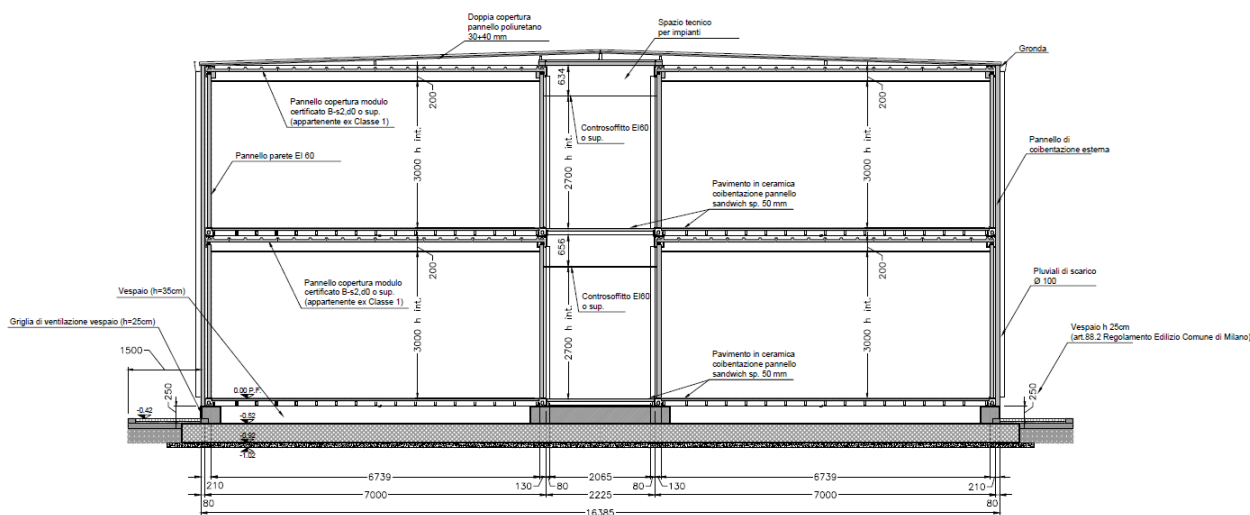 Doppia copertura
pannello poliuretano
30+40 mm
Spazio tecnico
per impianti
Gronda
634
200
200
Pannello copertura modulo
certificato B-s2,d0 o sup.
(appartenente ex Classe 1)
Controsoffitto EI60
o sup.
Pannello di
coibentazione esterna
Pannello parete EI 60
3000 h int.
2700 h int.
3000 h int.
Pavimento in ceramica
coibentazione pannello
sandwich sp. 50 mm
656
200
200
Pannello copertura modulo
certificato B-s2,d0 o sup.
(appartenente ex Classe 1)
Controsoffitto EI60
o sup.
Pluviali di scarico
Ø 100
Vespaio (h=35cm)
Griglia di ventilazione vespaio (h=25cm)
Vespaio h 25cm
(art.88.2 Regolamento Edilizio Comune di Milano)
3000 h int.
2700 h int.
3000 h int.
1500
Pavimento in ceramica
coibentazione pannello
sandwich sp. 50 mm
250
0.00 P.F.
250
-0.42
-0.52
-1.02
6739
2065
6739
210
130
80
80
130
210
7000
2225
7000
80
80
16385